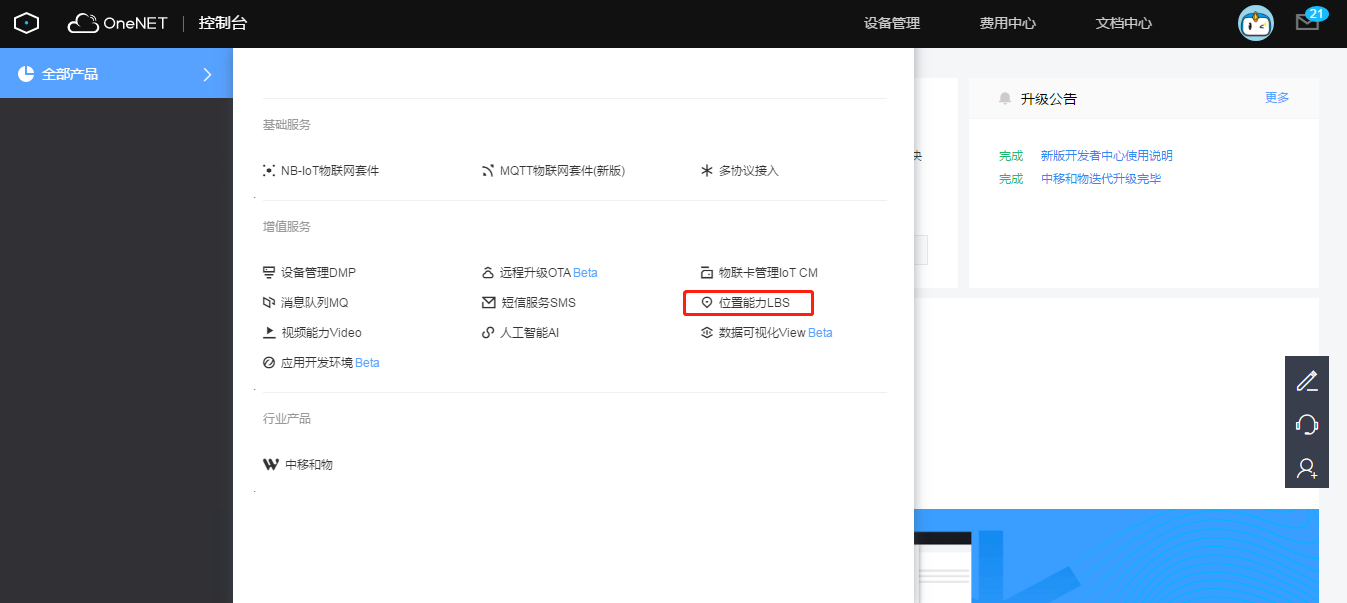 OneNET 控制台 设备管理 费用中心 文档中心 21
全部产品
升级公告 更多
基础服务
NB-IoT物联网套件 MQTT物联网套件(新版) 多协议接入
完成 新版开发者中心使用说明
完成 中移和物迭代升级完毕
增值服务
设备管理DMP 远程升级OTA Beta 物联卡管理IoT CM
消息队列MQ 短信服务SMS 位置能力LBS
视频能力Video 人工智能AI 数据可视化View Beta
应用开发环境 Beta
行业产品
中移和物